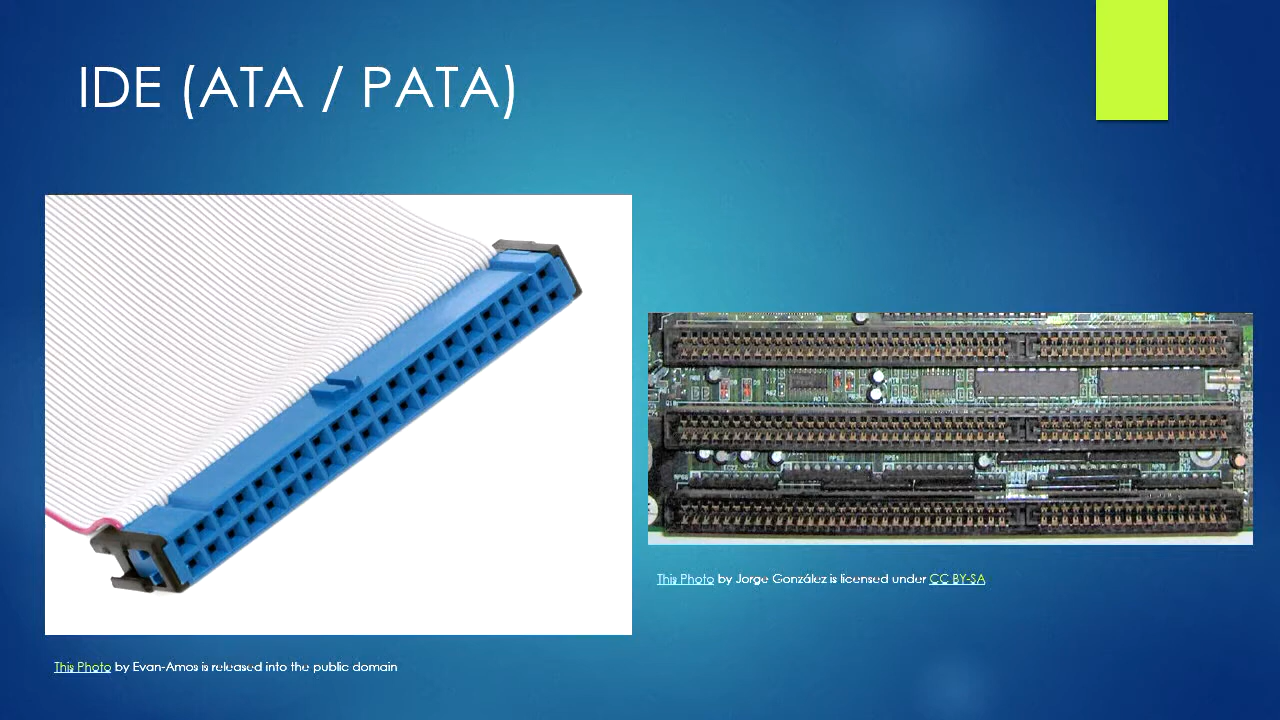 IDE (ATA / PATA)
This Photo by Jorge González is licensed under CC BY-SA
This Photo by Evan-Amos is released into the public domain